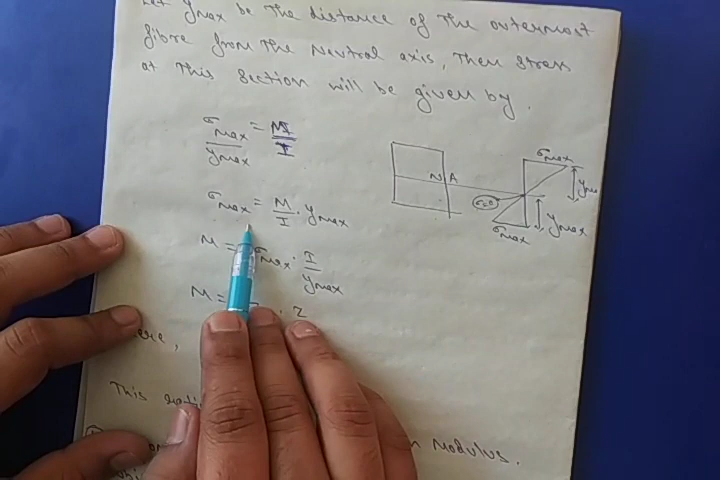 Let ymax be the distance of the outermost
fibre from the Neutral axis, Then stress
at This section will be given by.
σmax/ymax = M/I
σmax = M/I · ymax
M = σmax · I/ymax
M = · Z
This
Modulus.
N A
σmax
ymax
σ=0
ymax
σmax